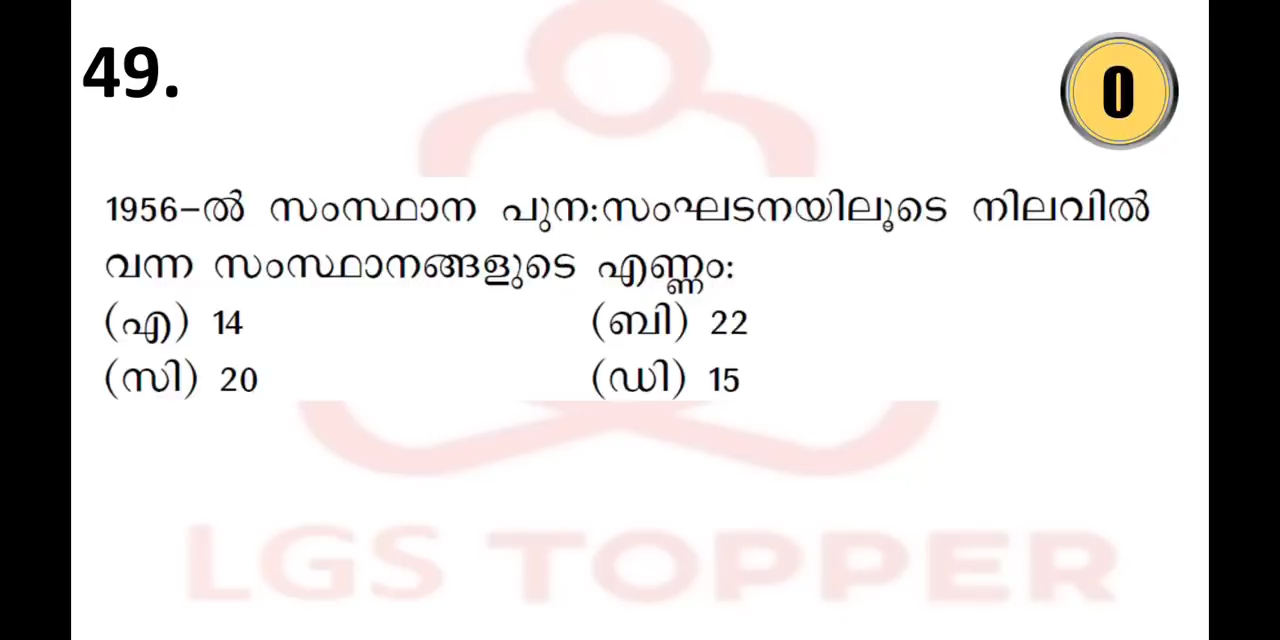 49.
0
1956-ൽ സംസ്ഥാന പുന:സംഘടനയിലൂടെ നിലവിൽ
വന്ന സംസ്ഥാനങ്ങളുടെ എണ്ണം:
(എ) 14 (ബി) 22
(സി) 20 (ഡി) 15
LGS TOPPER